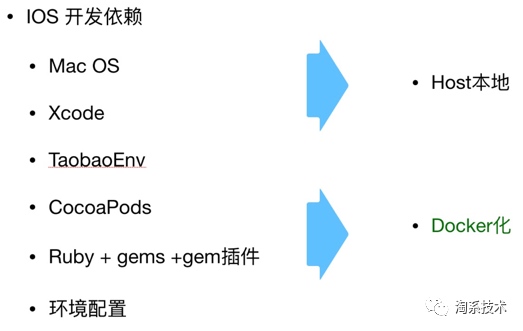 IOS 开发依赖
Mac OS
Xcode
TaobaoEnv
CocoaPods
Ruby + gems +gem插件
环境配置
Host本地
Docker化
淘系技术